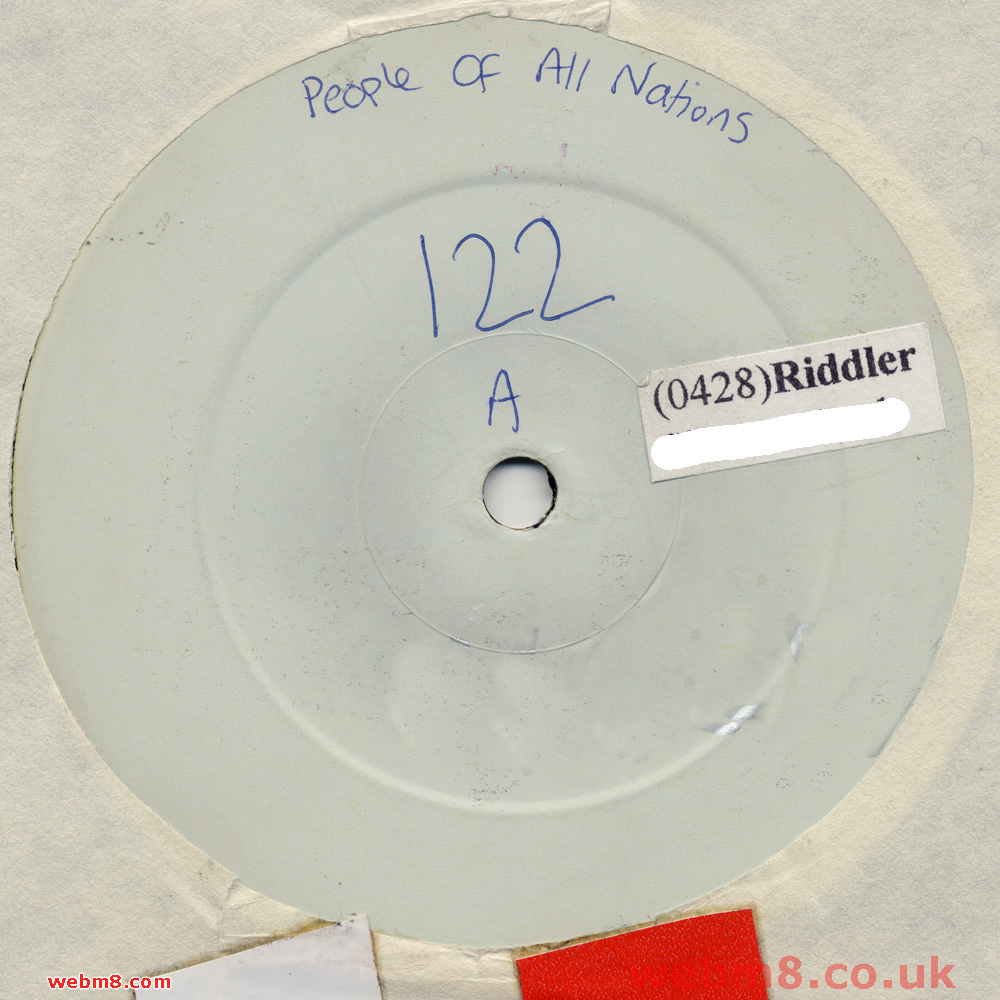 People Of All Nations
122
A
(0428)Riddler
webm8.com
webm8.co.uk